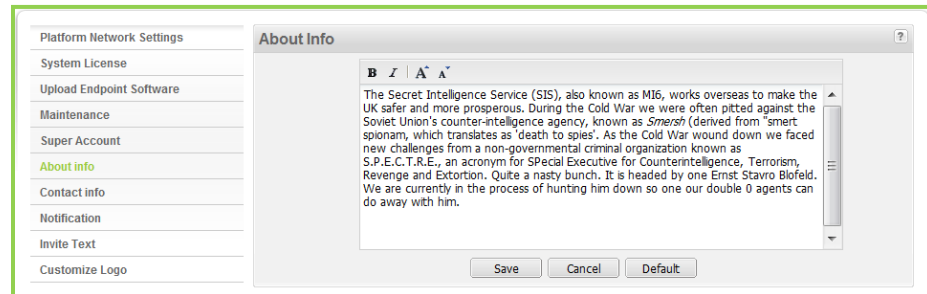 Platform Network Settings
System License
Upload Endpoint Software
Maintenance
Super Account
About info
Contact info
Notification
Invite Text
Customize Logo
About Info
?
B I A A
The Secret Intelligence Service (SIS), also known as MI6, works overseas to make the
UK safer and more prosperous. During the Cold War we were often pitted against the
Soviet Union's counter-intelligence agency, known as Smersh (derived from "smert
spionam, which translates as 'death to spies'. As the Cold War wound down we faced
new challenges from a non-governmental criminal organization known as
S.P.E.C.T.R.E., an acronym for SPecial Executive for Counterintelligence, Terrorism,
Revenge and Extortion. Quite a nasty bunch. It is headed by one Ernst Stavro Blofeld.
We are currently in the process of hunting him down so one our double 0 agents can
do away with him.
Save Cancel Default